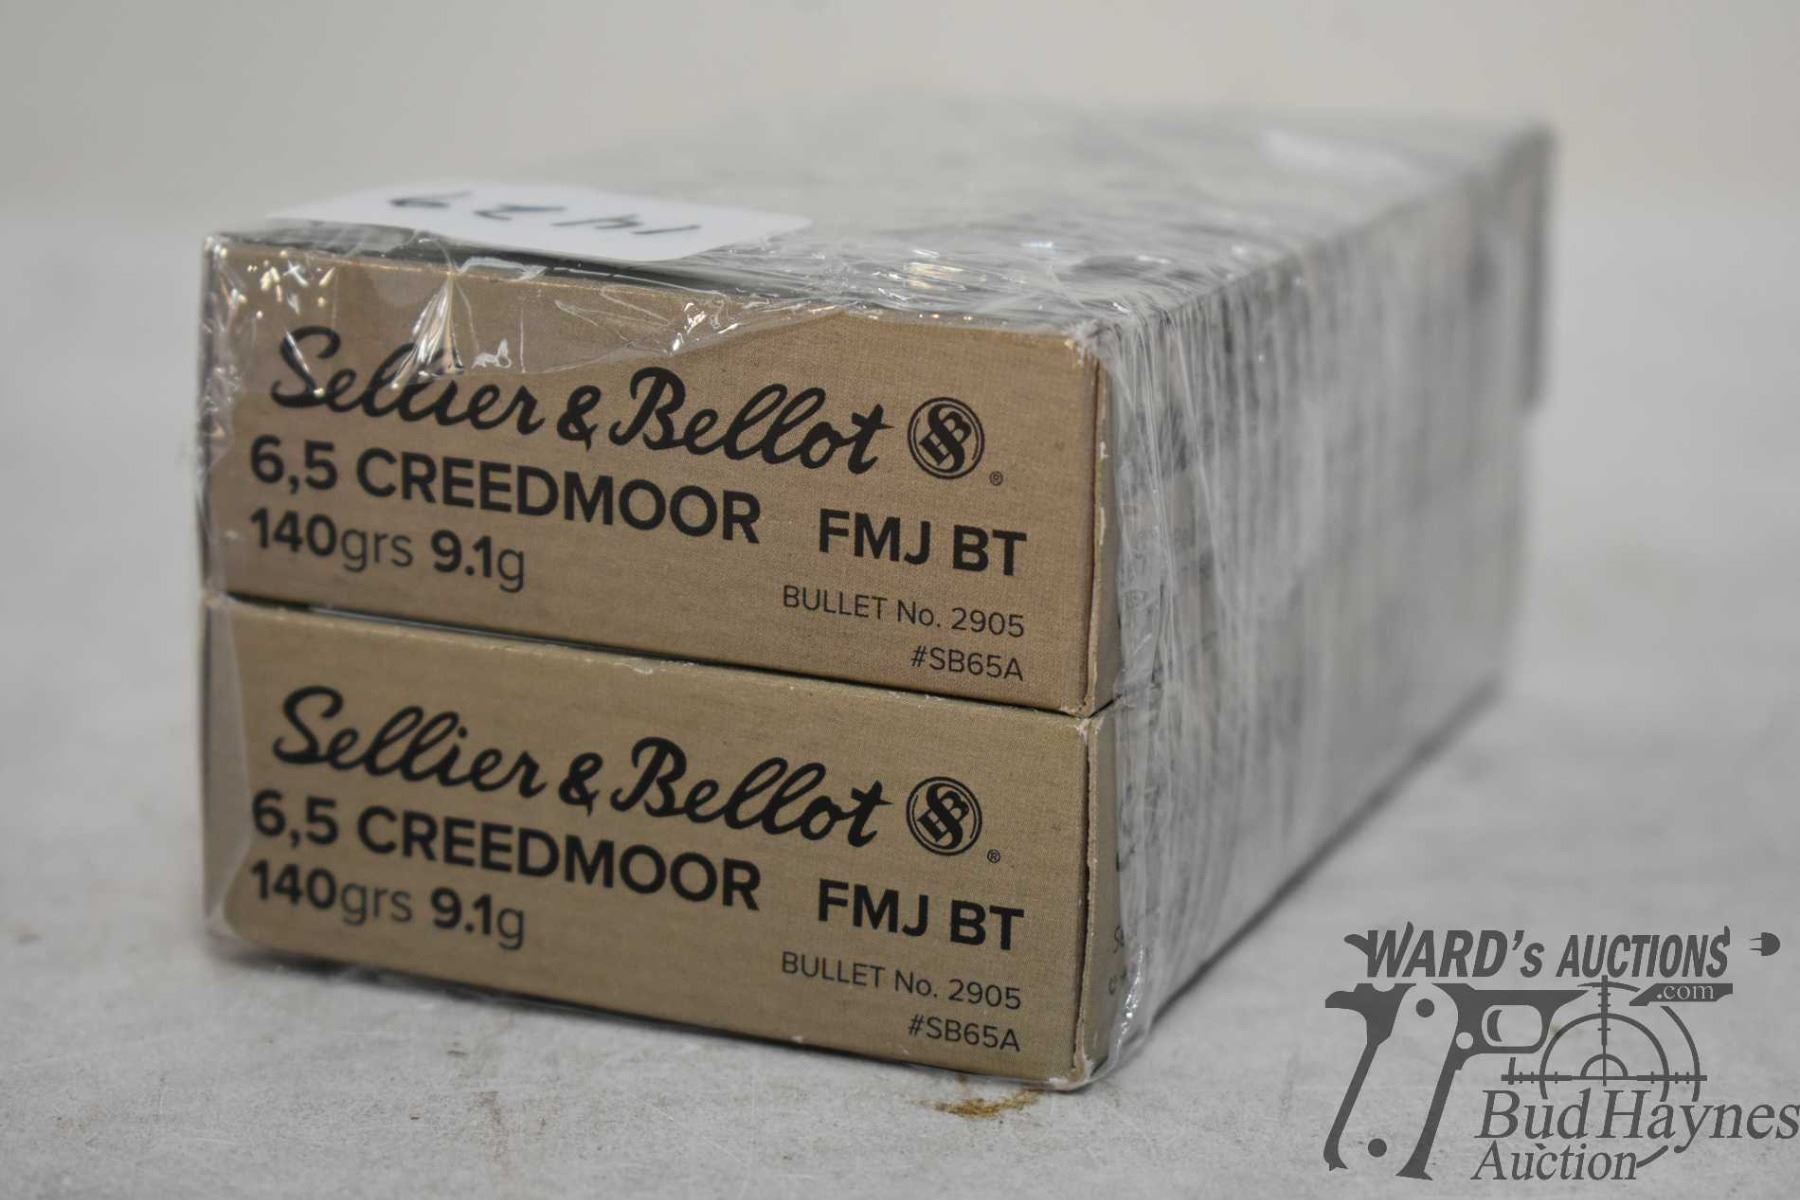 1427
Sellier & Bellot
6,5 CREEDMOOR FMJ BT
140grs 9.1g
BULLET No. 2905
#SB65A
Sellier & Bellot
6,5 CREEDMOOR FMJ BT
140grs 9.1g
BULLET No. 2905
#SB65A
WARD's AUCTIONS
.com
Bud Haynes
Auction